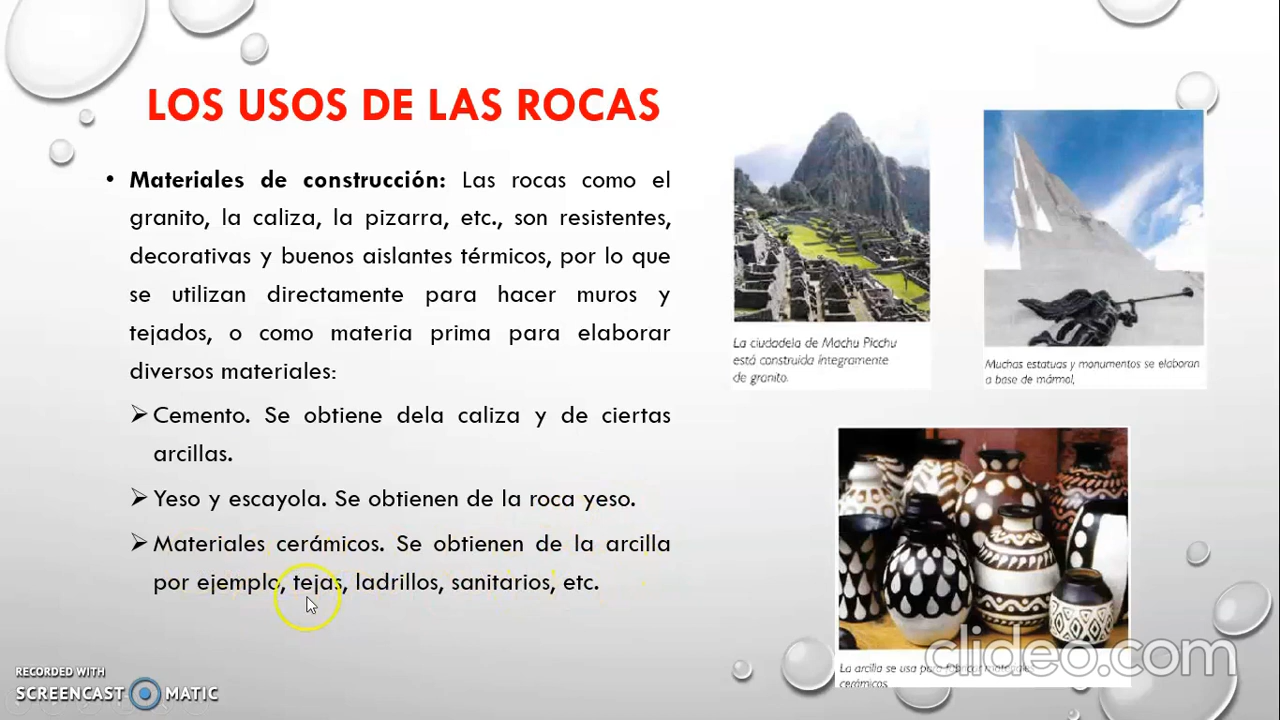 LOS USOS DE LAS ROCAS
• Materiales de construcción: Las rocas como el
granito, la caliza, la pizarra, etc., son resistentes,
decorativas y buenos aislantes térmicos, por lo que
se utilizan directamente para hacer muros y
tejados, o como materia prima para elaborar
diversos materiales:
Cemento. Se obtiene dela caliza y de ciertas
arcillas.
Yeso y escayola. Se obtienen de la roca yeso.
Materiales cerámicos. Se obtienen de la arcilla
por ejemplo, tejas, ladrillos, sanitarios, etc.
La ciudadela de Machu Picchu
está construida íntegramente
de granito.
Muchas estatuas y monumentos se elaboran
a base de mármol,
La arcilla se usa para fabricar materiales
cerámicos
clideo.com
RECORDED WITH
SCREENCAST MATIC